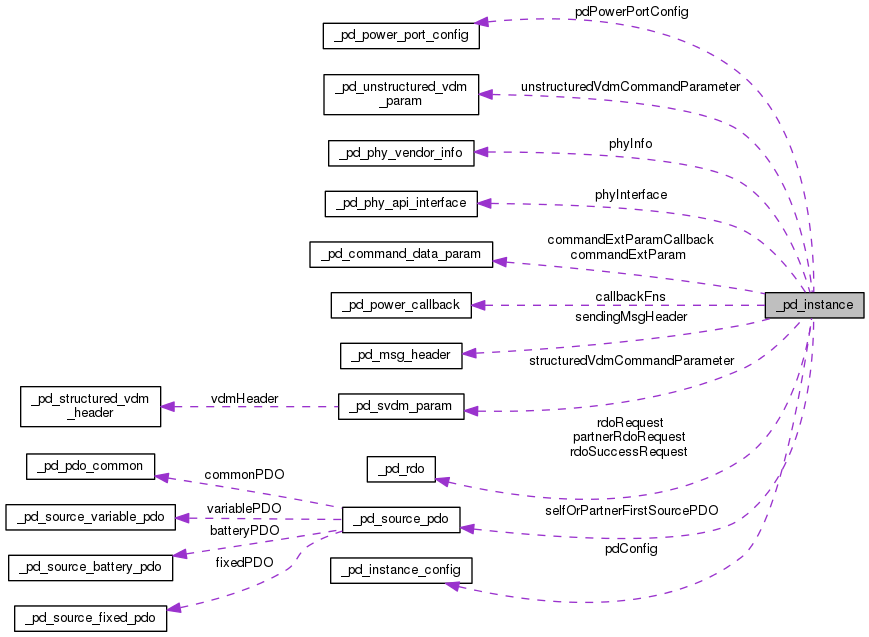 pdPowerPortConfig
_pd_power_port_config
_pd_unstructured_vdm
_param
unstructuredVdmCommandParameter
phyInfo
_pd_phy_vendor_info
phyInterface
_pd_phy_api_interface
commandExtParamCallback
commandExtParam
_pd_command_data_param
callbackFns
_pd_power_callback
_pd_instance
sendingMsgHeader
_pd_msg_header
structuredVdmCommandParameter
_pd_structured_vdm
_header
vdmHeader
_pd_svdm_param
rdoRequest
partnerRdoRequest
rdoSuccessRequest
_pd_pdo_common
commonPDO
_pd_rdo
_pd_source_variable_pdo
variablePDO
_pd_source_pdo
selfOrPartnerFirstSourcePDO
batteryPDO
_pd_source_battery_pdo
fixedPDO
_pd_instance_config
pdConfig
_pd_source_fixed_pdo